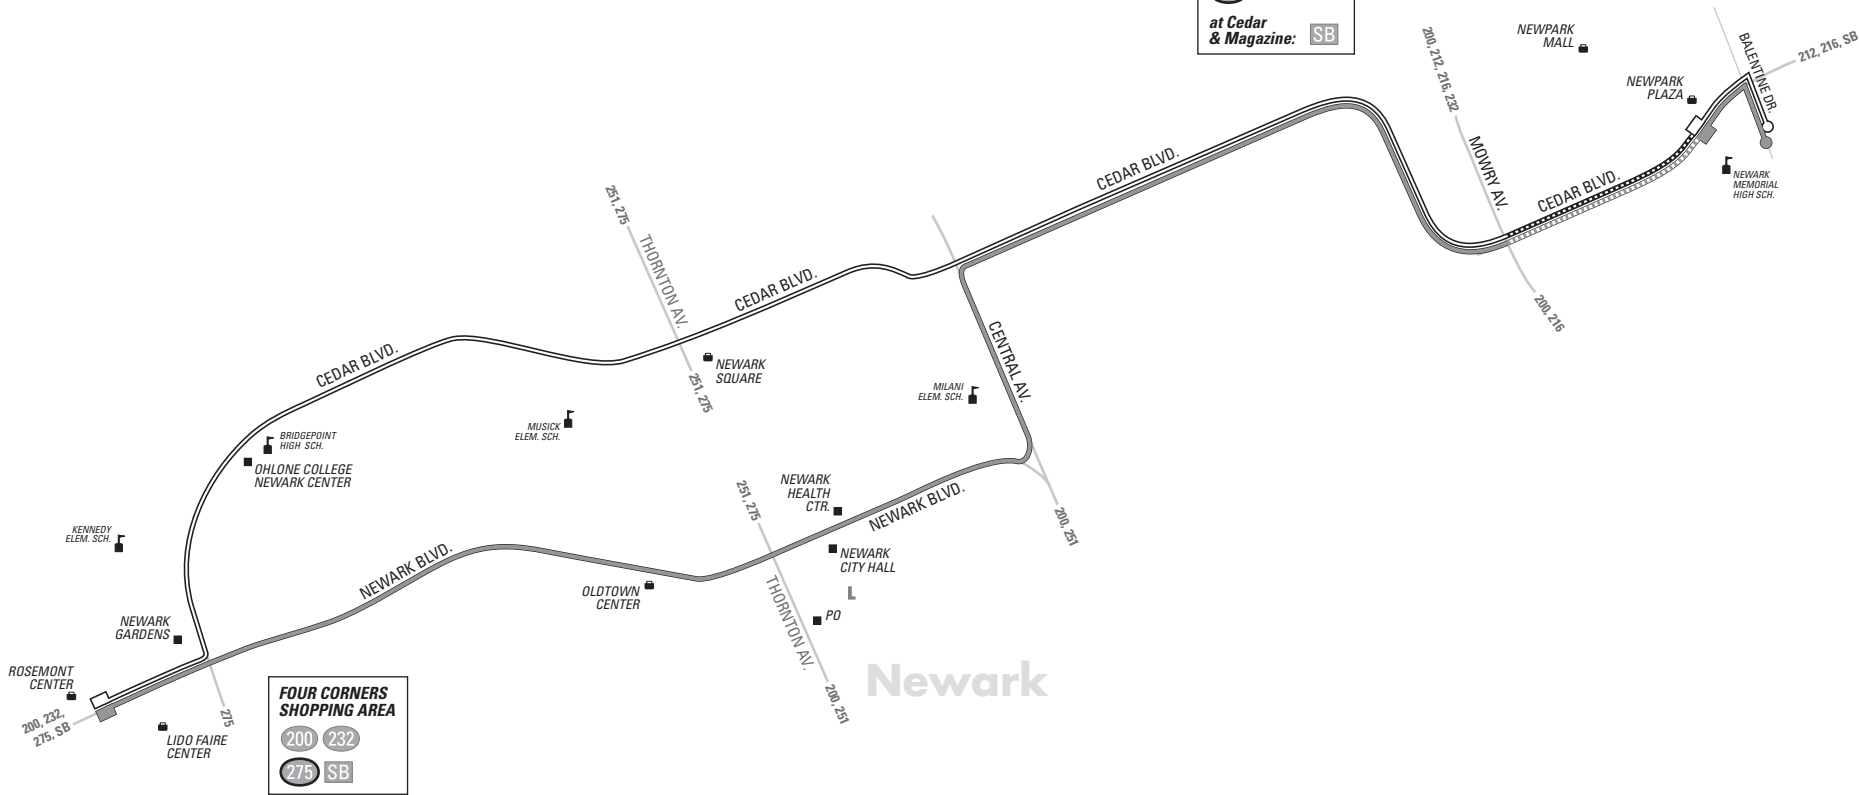 at Cedar
& Magazine: SB
NEWPARK
MALL
200, 212, 216, 232
BALENTINE DR.
212, 216, SB
NEWPARK
PLAZA
MOWRY AV.
CEDAR BLVD.
CEDAR BLVD.
NEWARK
MEMORIAL
HIGH SCH.
251, 275
THORNTON AV.
CEDAR BLVD.
200, 216
CENTRAL AV.
CEDAR BLVD.
NEWARK
SQUARE
251, 275
MILANI
ELEM. SCH.
MUSICK
ELEM. SCH.
BRIDGEPOINT
HIGH SCH.
OHLONE COLLEGE
NEWARK CENTER
NEWARK
HEALTH
CTR.
251, 275
NEWARK BLVD.
200, 251
KENNEDY
ELEM. SCH.
NEWARK BLVD.
NEWARK
CITY HALL
OLDTOWN
CENTER
L
THORNTON AV.
PO
NEWARK
GARDENS
Newark
ROSEMONT
CENTER
200, 251
200, 232,
275, SB
275
LIDO FAIRE
CENTER
FOUR CORNERS
SHOPPING AREA
200 232
275 SB